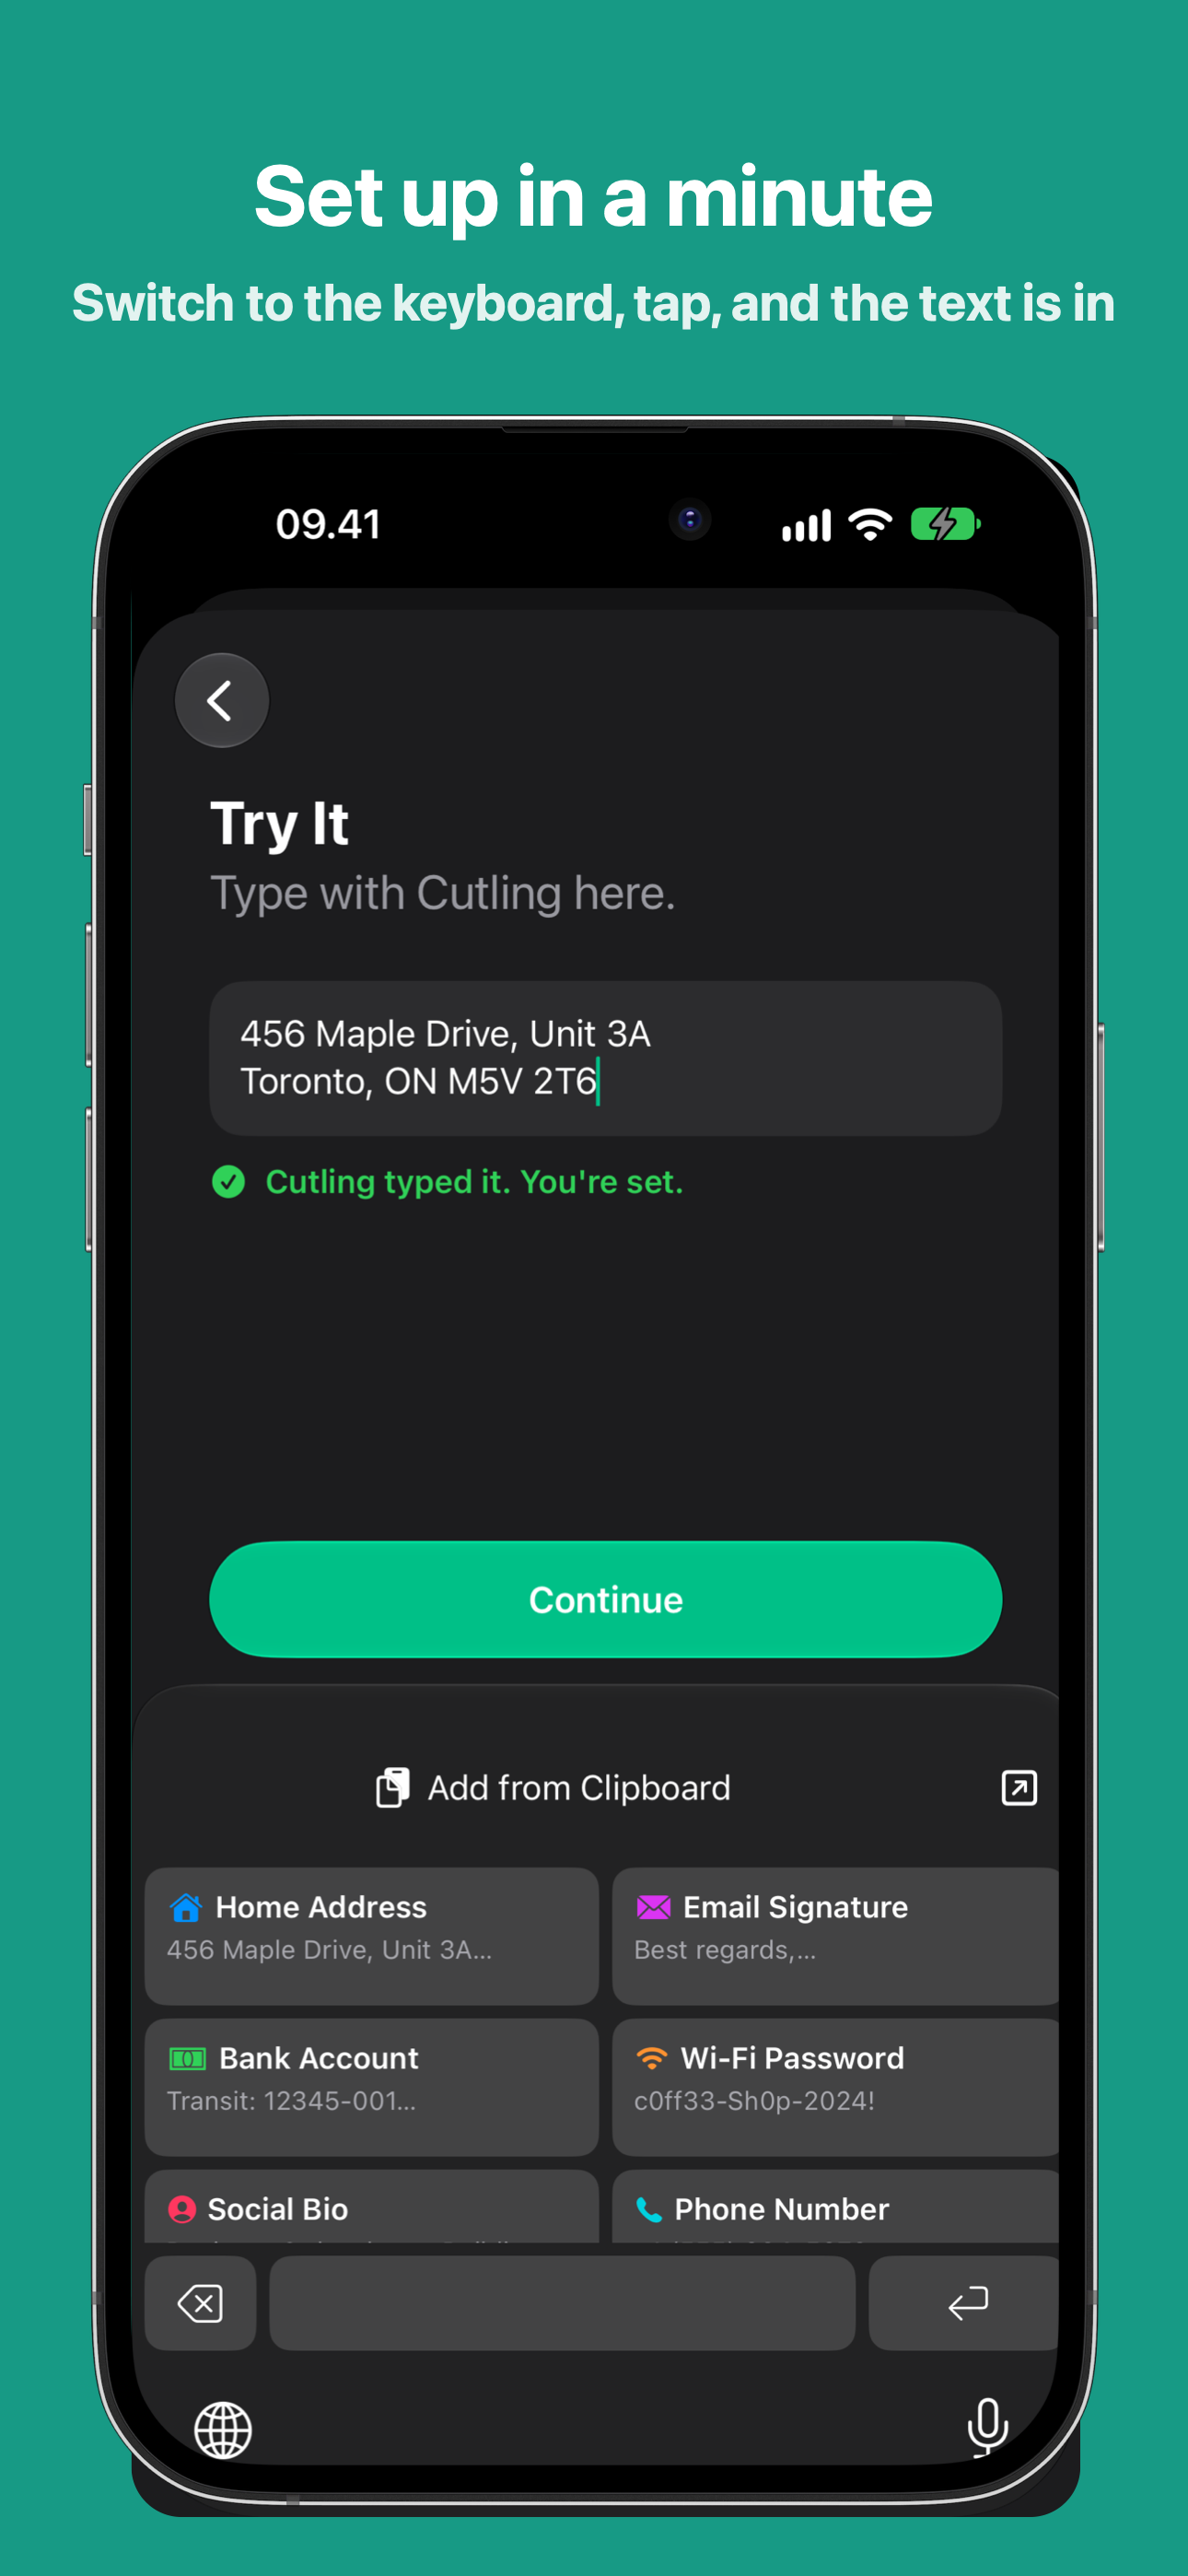 Set up in a minute
Switch to the keyboard, tap, and the text is in
09.41
Try It
Type with Cutling here.
456 Maple Drive, Unit 3A
Toronto, ON M5V 2T6
Cutling typed it. You're set.
Continue
Add from Clipboard
Home Address
456 Maple Drive, Unit 3A...
Email Signature
Best regards,...
Bank Account
Transit: 12345-001...
Wi-Fi Password
c0ff33-Sh0p-2024!
Social Bio
Phone Number